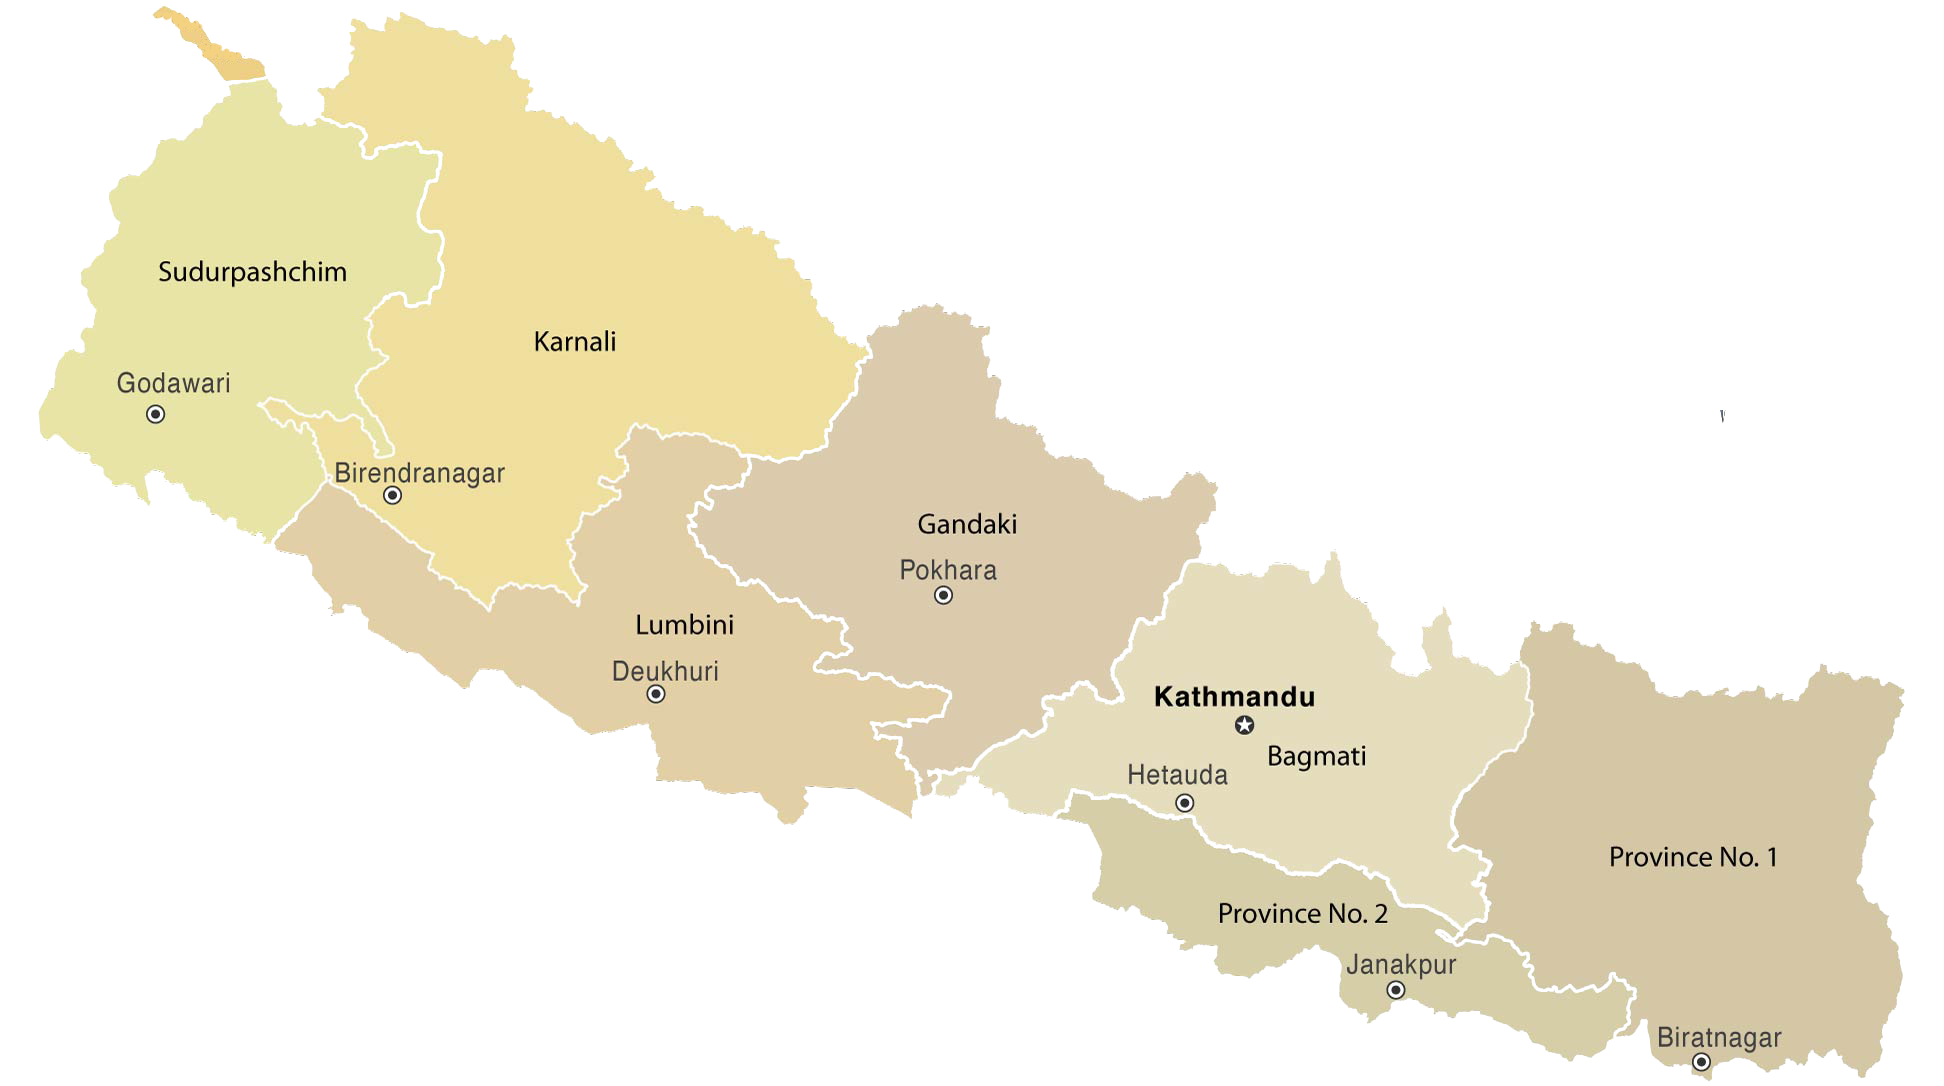 Sudurpashchim
Karnali
Godawari
Birendranagar
Gandaki
Pokhara
Lumbini
Deukhuri
Kathmandu
Bagmati
Hetauda
Province No. 1
Province No. 2
Janakpur
Biratnagar